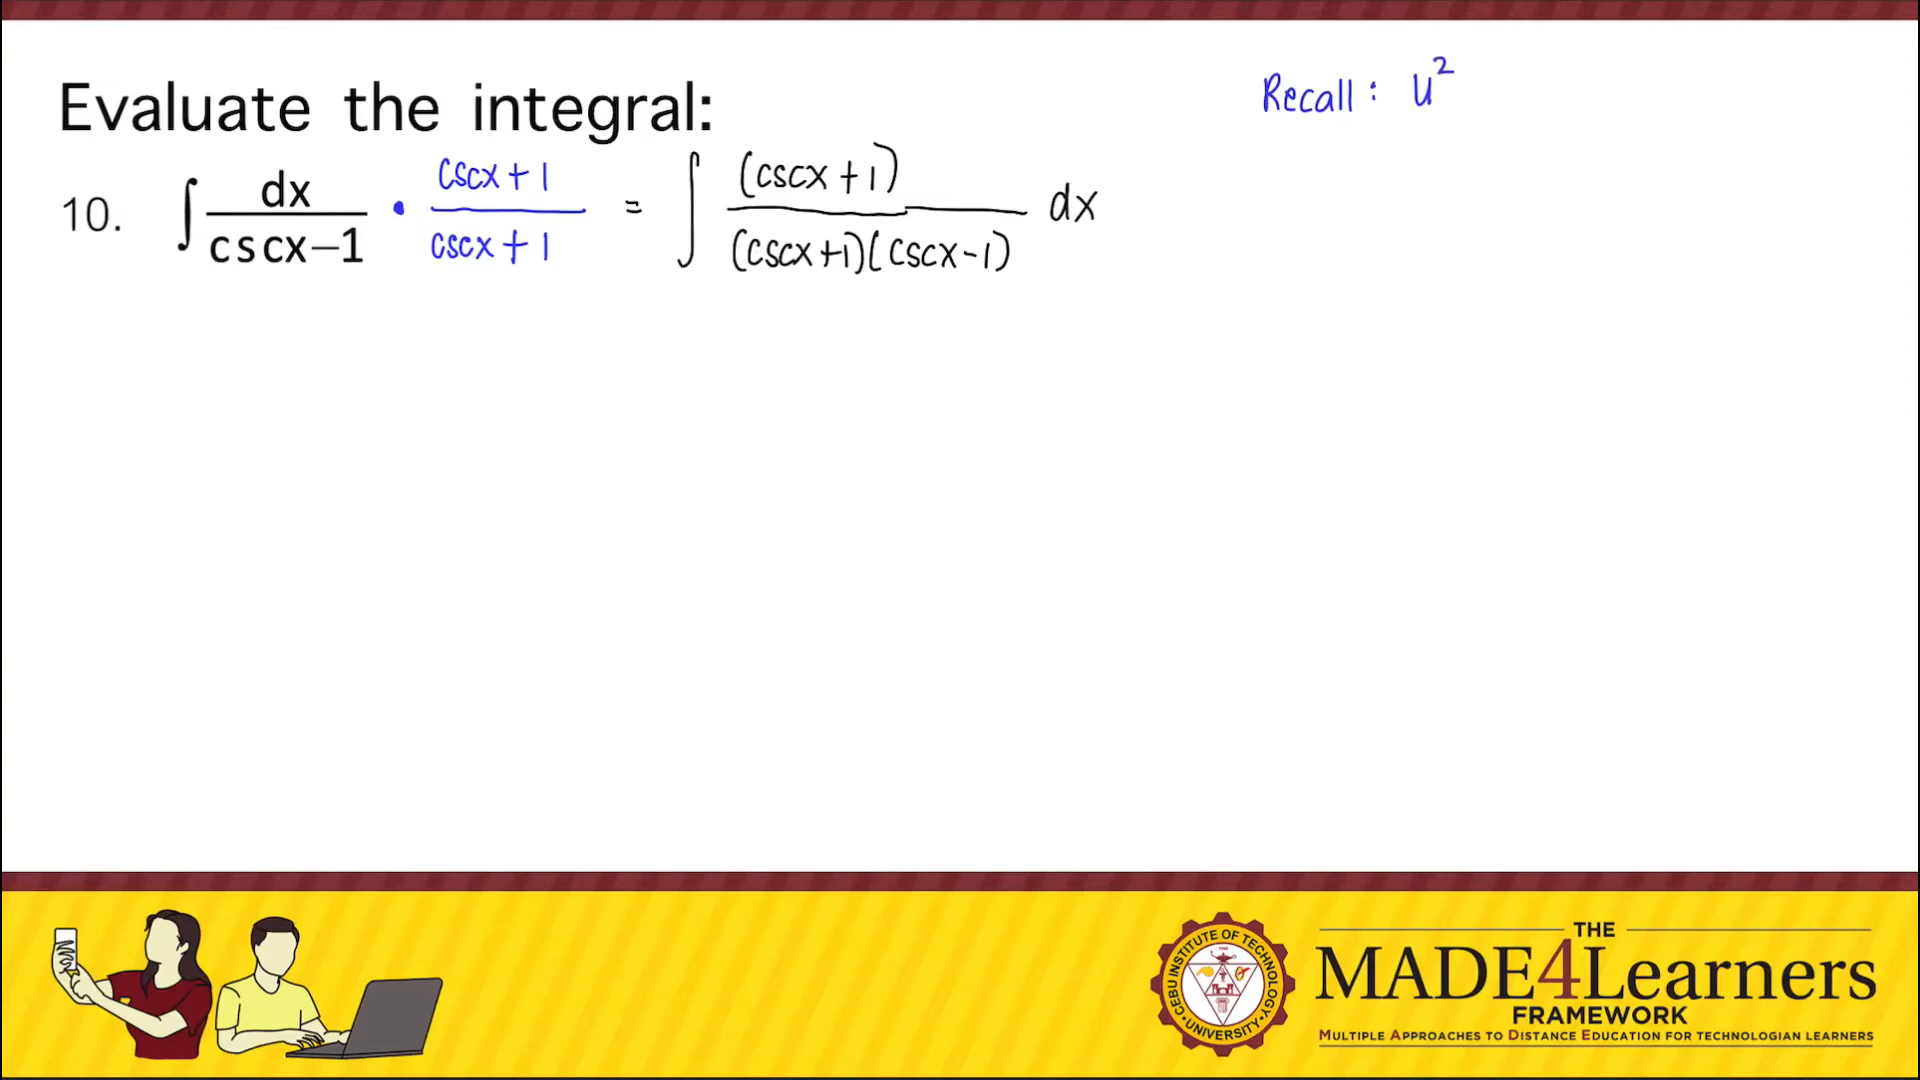 Evaluate the integral:
Recall : u²
10. ∫ dx / cscx−1 • cscx + 1 / cscx + 1 = ∫ (cscx + 1) / (cscx+1)(cscx-1) dx
CEBU INSTITUTE OF TECHNOLOGY
• UNIVERSITY •
THE
MADE4Learners
FRAMEWORK
MULTIPLE APPROACHES TO DISTANCE EDUCATION FOR TECHNOLOGIAN LEARNERS